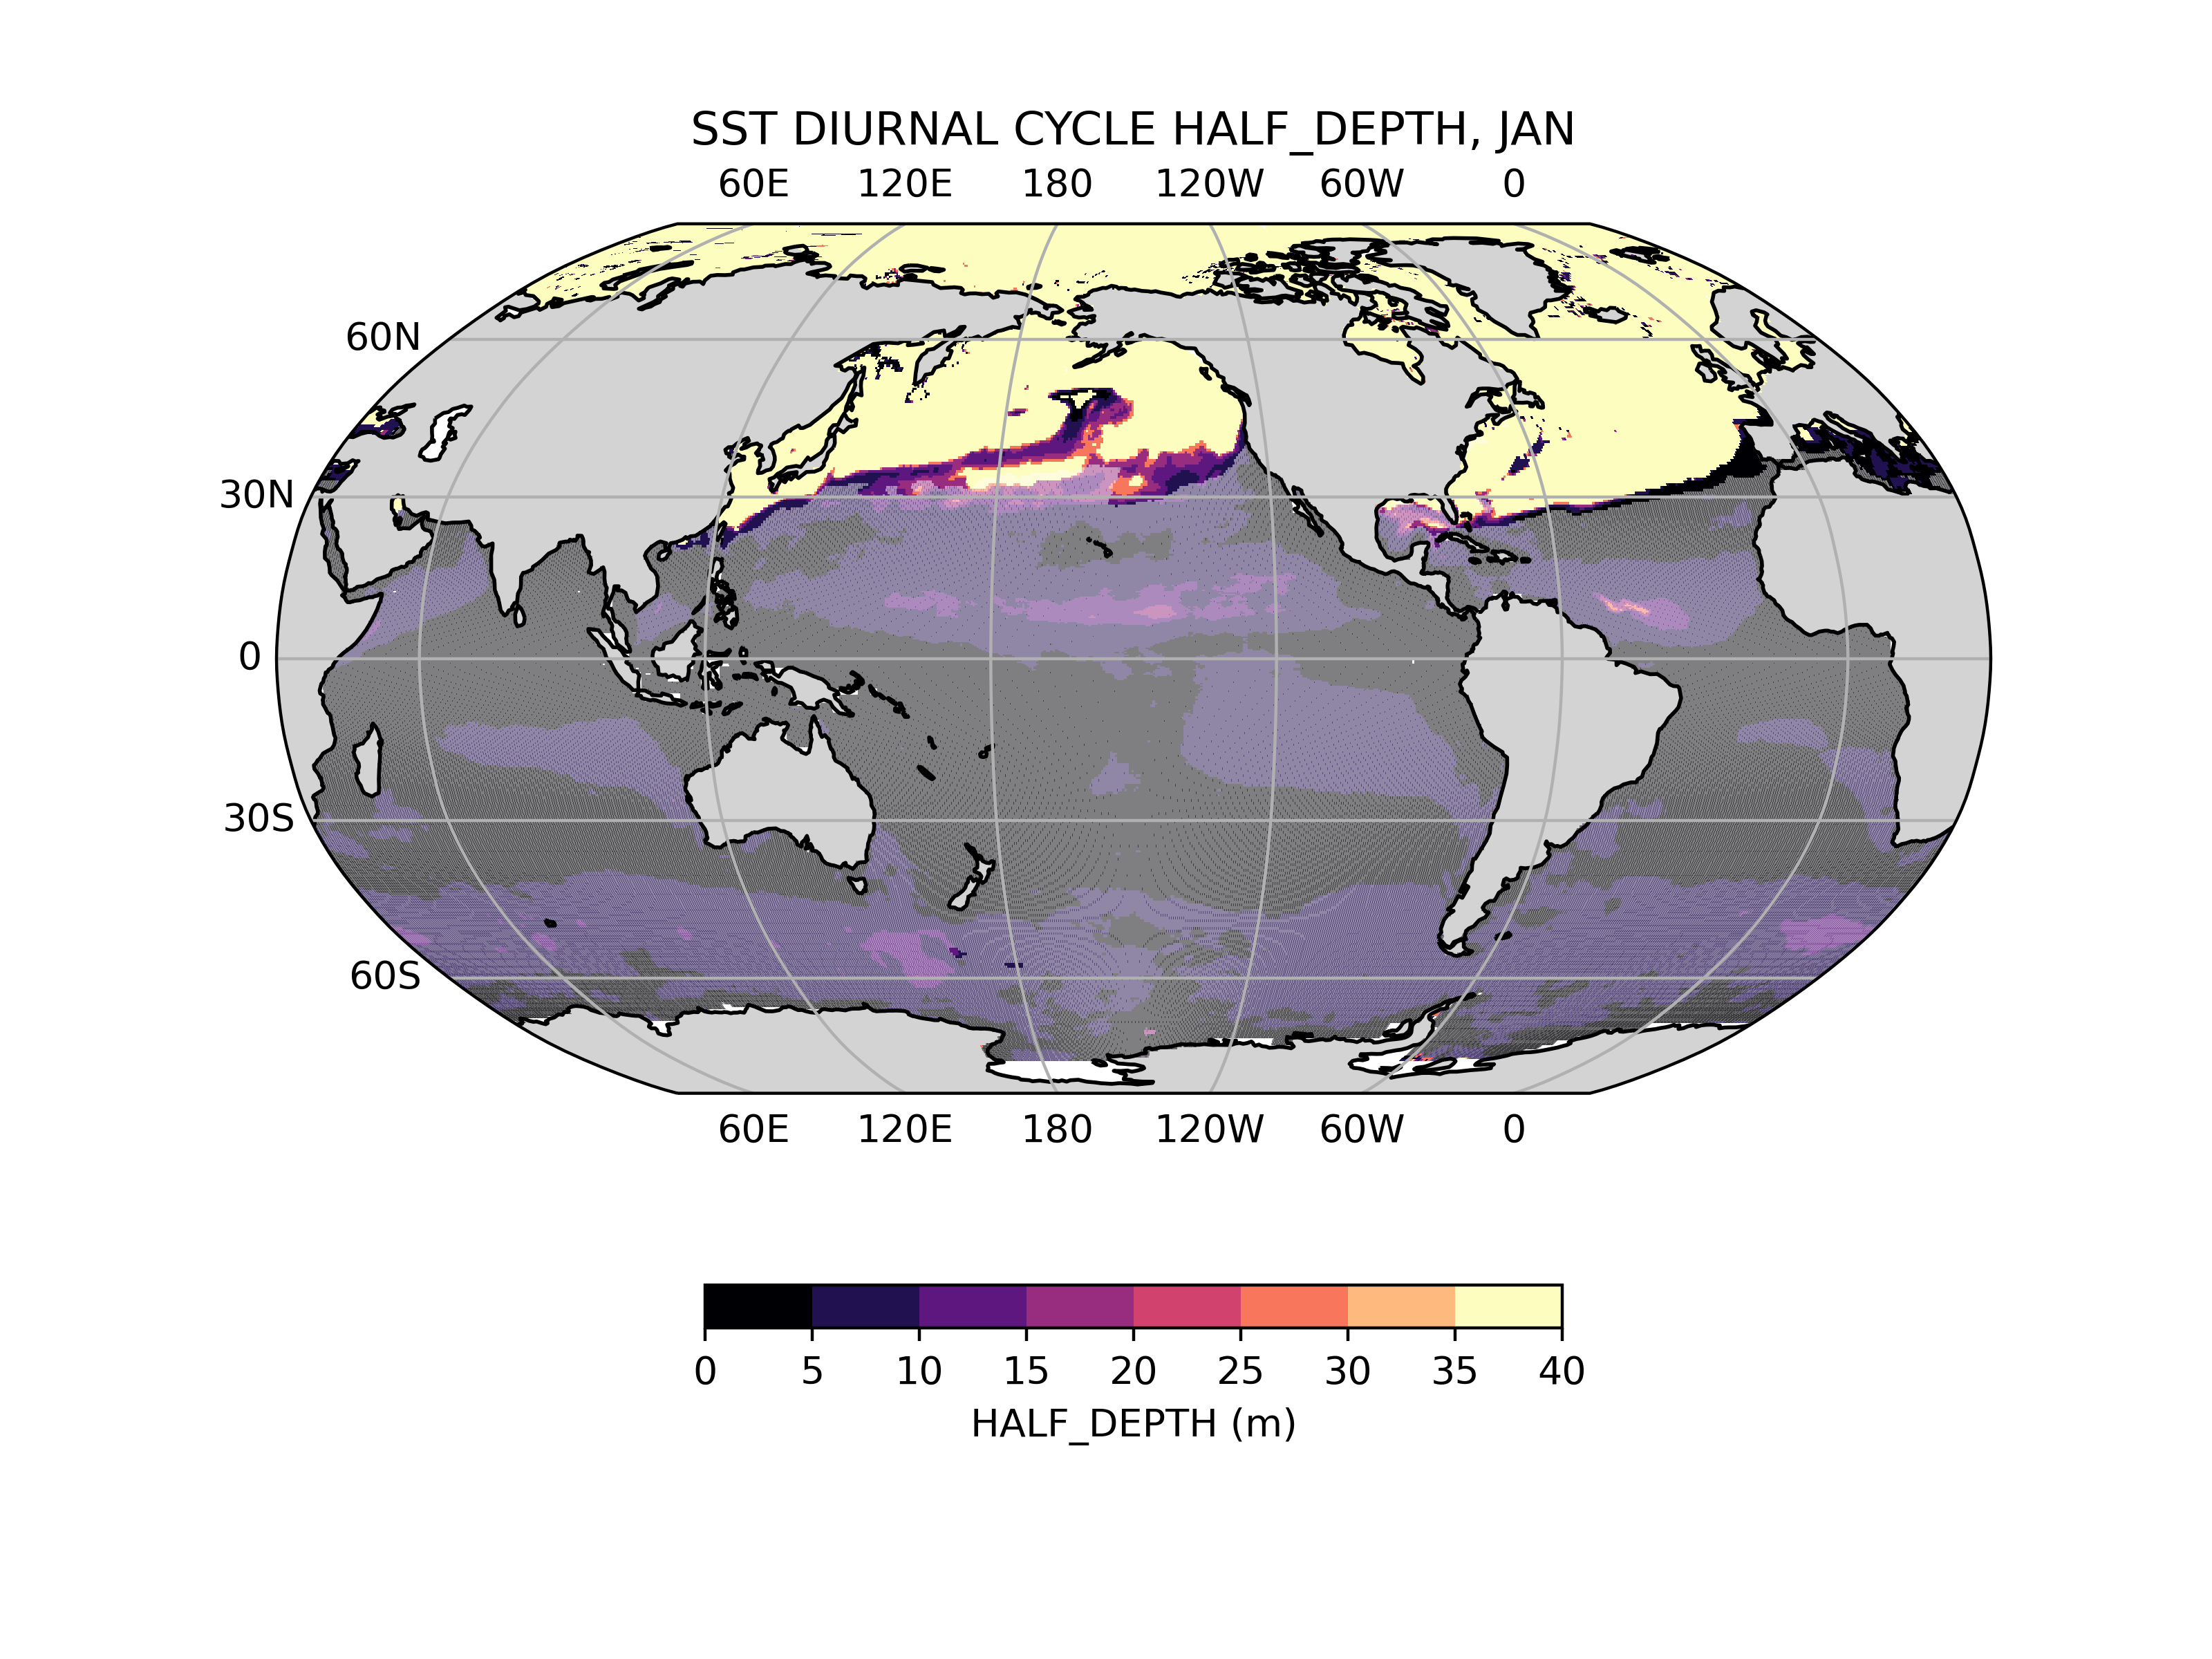 SST DIURNAL CYCLE HALF_DEPTH, JAN
60E 120E 180 120W 60W 0
60N
30N
0
30S
60S
60E 120E 180 120W 60W 0
0 5 10 15 20 25 30 35 40
HALF_DEPTH (m)